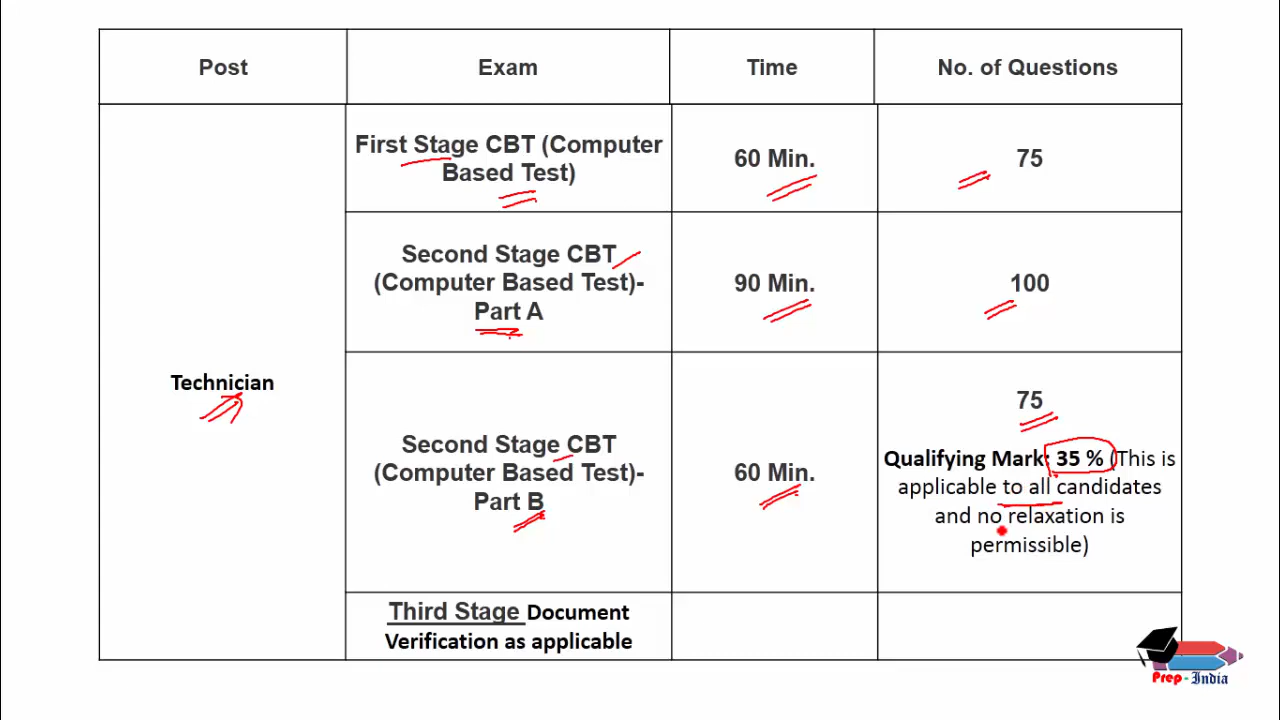 Post
Exam
Time
No. of Questions
Technician
First Stage CBT (Computer
Based Test)
60 Min.
75
Second Stage CBT
(Computer Based Test)-
Part A
90 Min.
100
Second Stage CBT
(Computer Based Test)-
Part B
60 Min.
75
Qualifying Mark: 35 % (This is
applicable to all candidates
and no relaxation is
permissible)
Third Stage Document
Verification as applicable
Prep-India